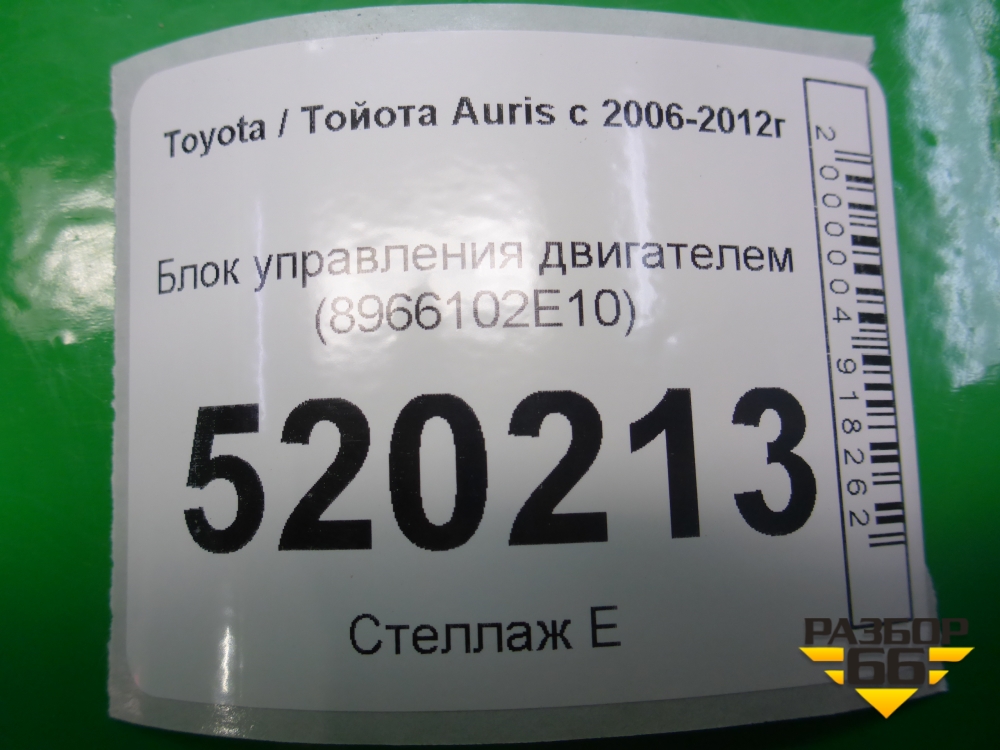 Toyota / Тойота Auris с 2006-2012г
Блок управления двигателем
(8966102E10)
520213
Стеллаж Е
2000004918262
РАЗБОР
66